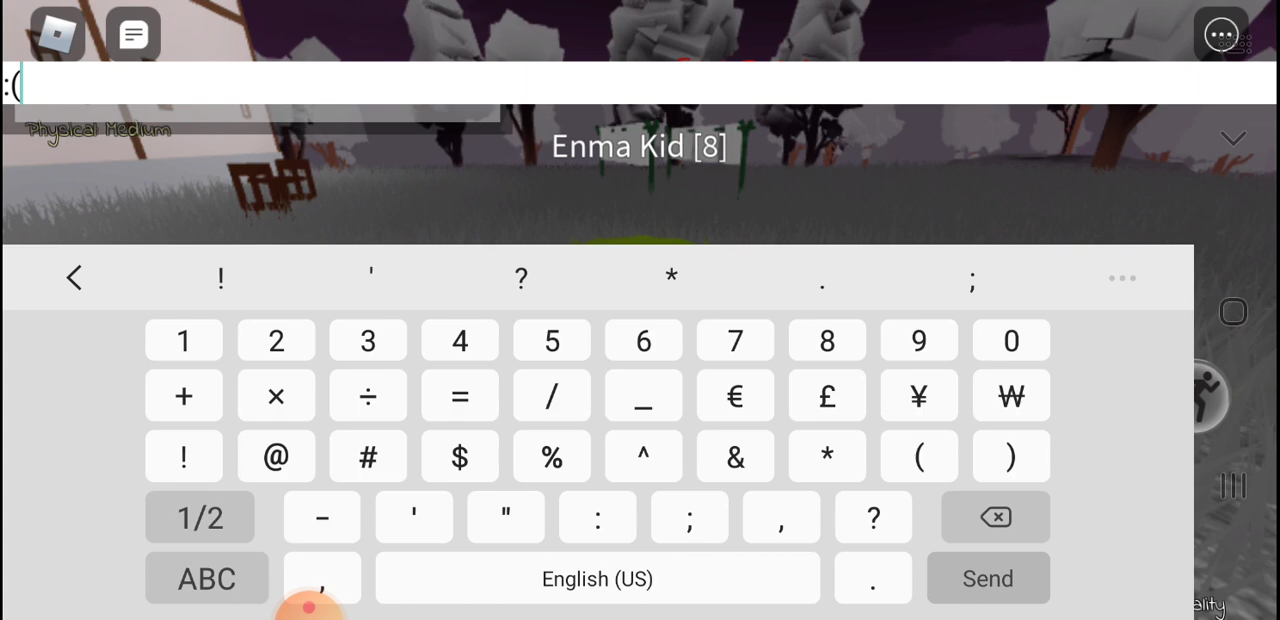 :(
Physical Medium
Enma Kid [8]
! ' ? * . ;
1 2 3 4 5 6 7 8 9 0
+ × ÷ = / _ € £ ¥ ₩
! @ # $ % ^ & * ( )
1/2 - ' " : ; , ?
ABC , English (US) . Send
ality